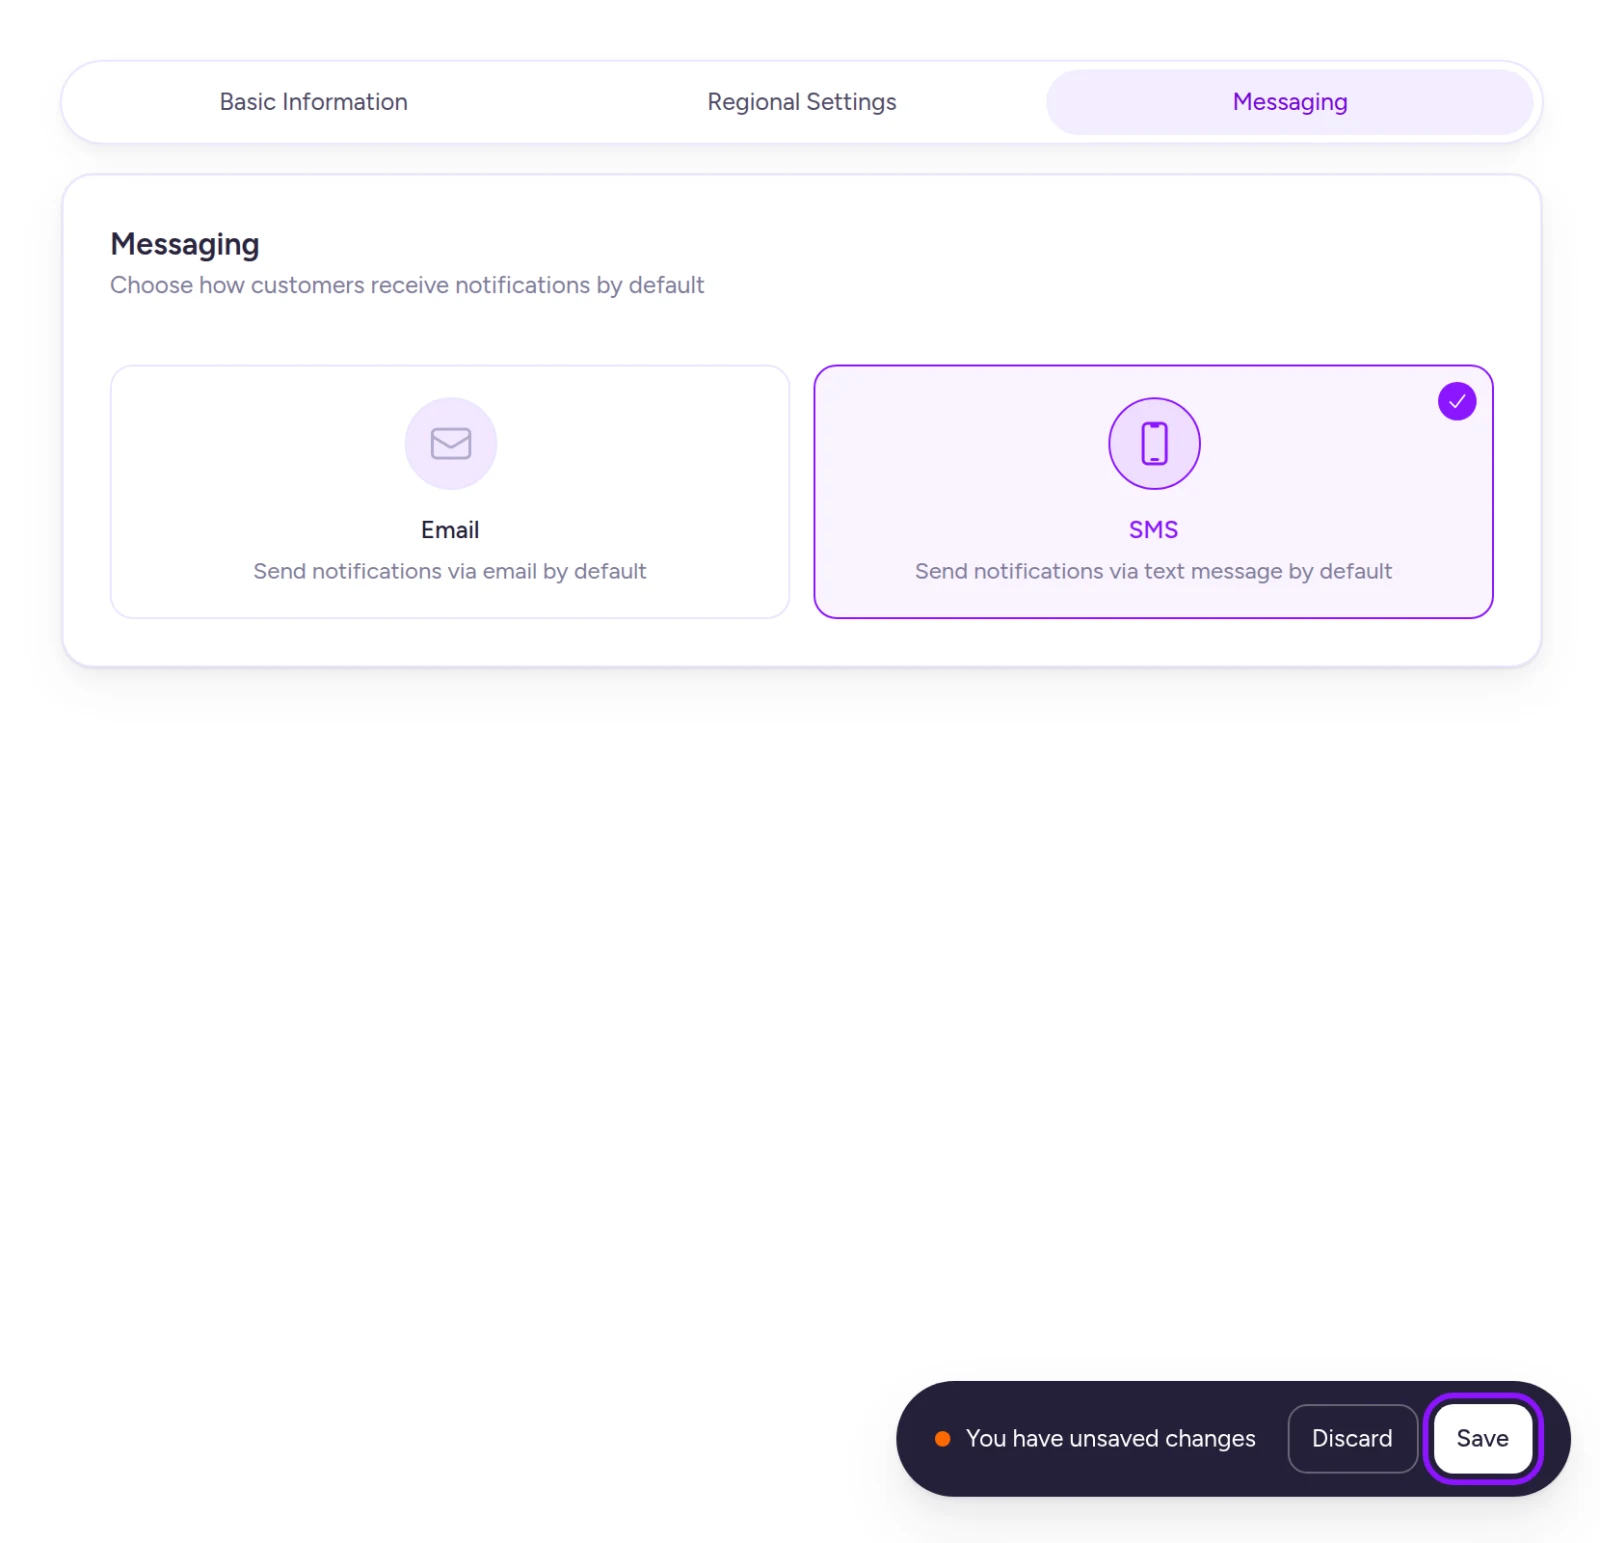 Basic Information
Regional Settings
Messaging
Messaging
Choose how customers receive notifications by default
Email
Send notifications via email by default
SMS
Send notifications via text message by default
You have unsaved changes
Discard
Save